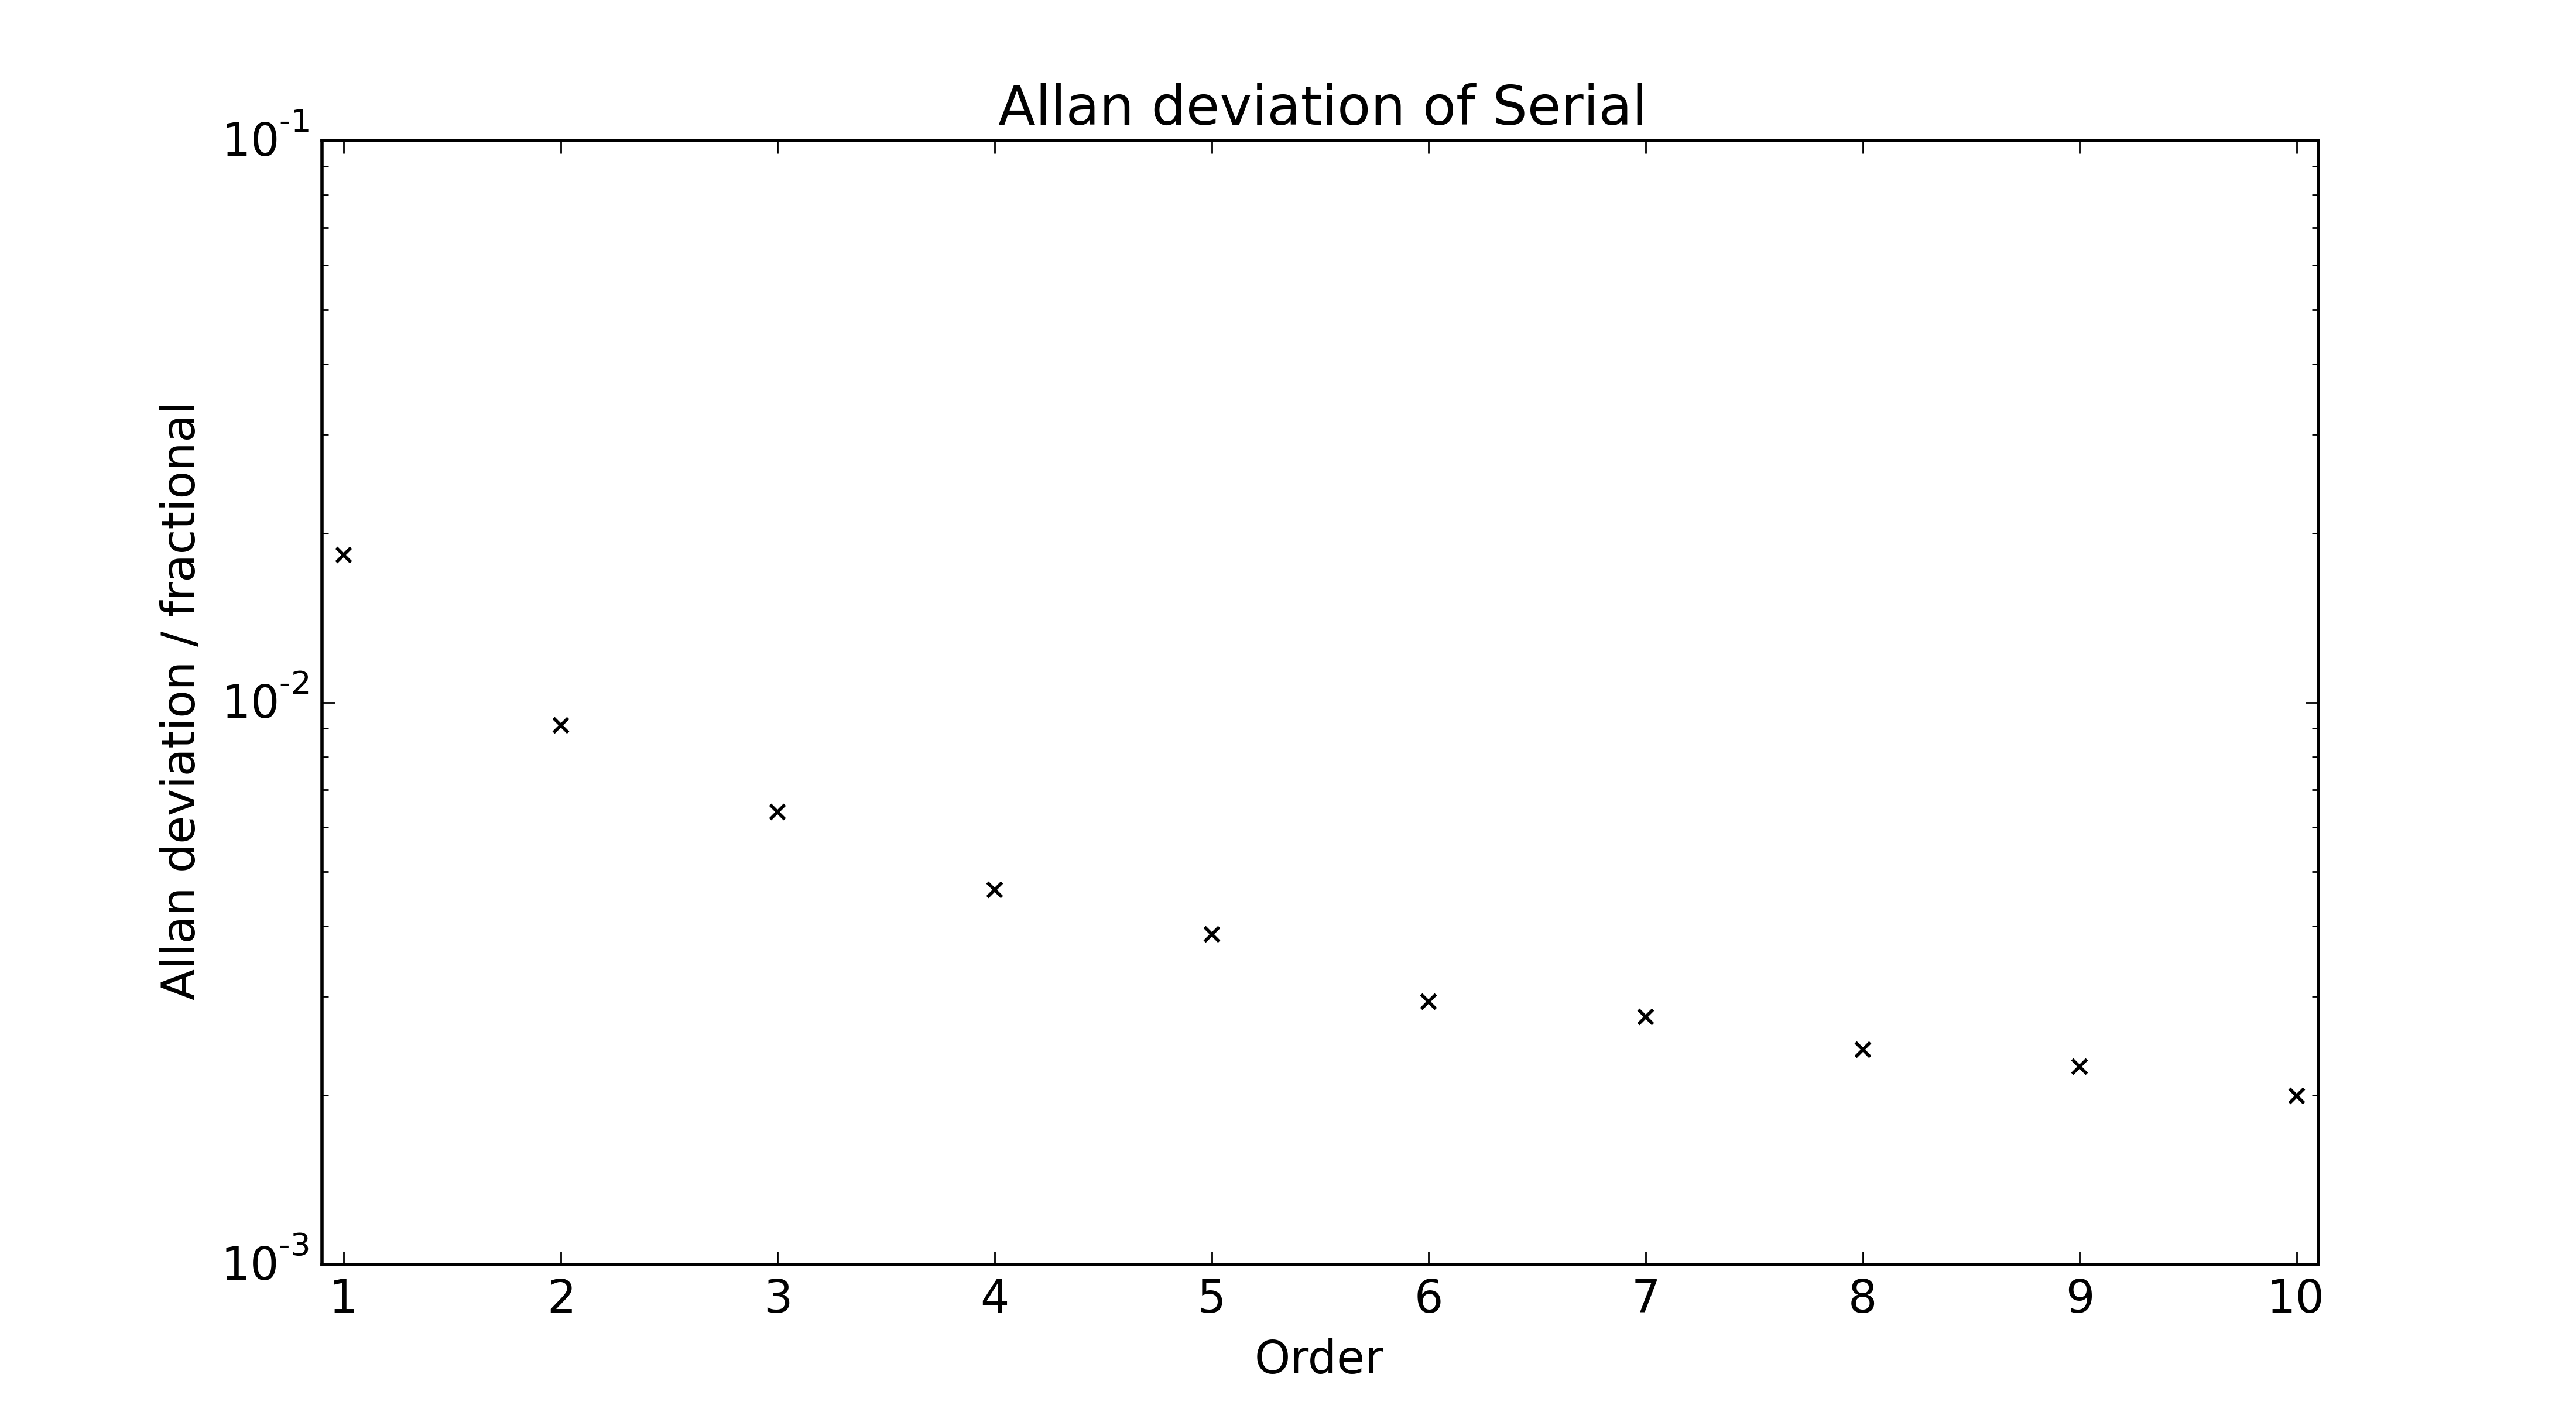 Allan deviation of Serial
Allan deviation / fractional
10-1
10-2
10-3
1 2 3 4 5 6 7 8 9 10
Order